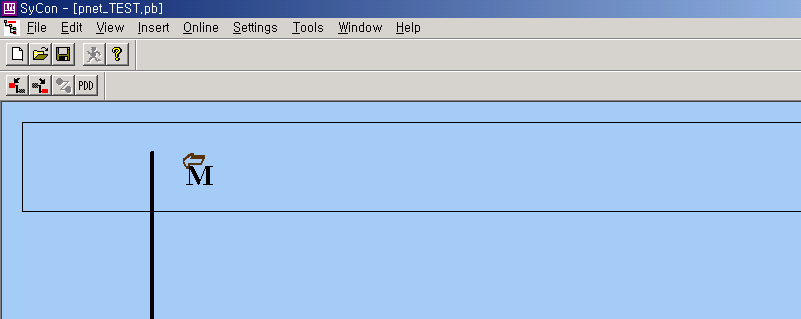 SyCon - [pnet_TEST.pb]
File Edit View Insert Online Settings Tools Window Help
?
PDD
M